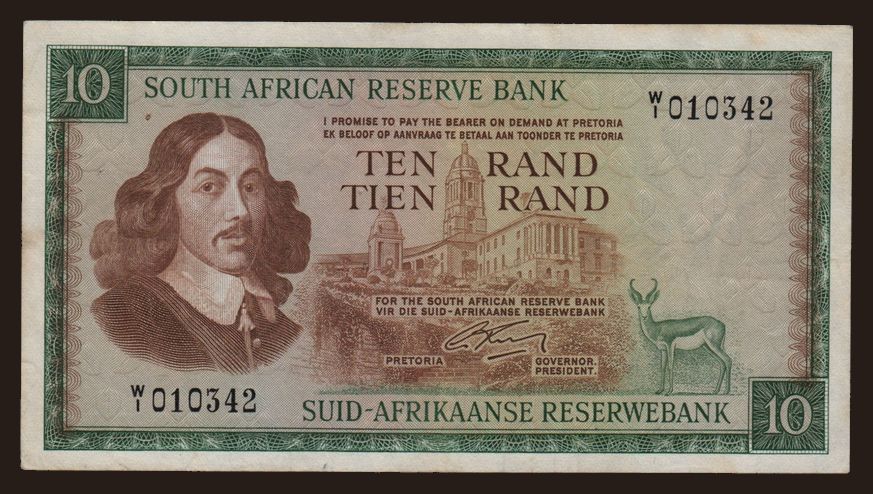 10
SOUTH AFRICAN RESERVE BANK
W/1 010342
I PROMISE TO PAY THE BEARER ON DEMAND AT PRETORIA
EK BELOOF OP AANVRAAG TE BETAAL AAN TOONDER TE PRETORIA
TEN RAND
TIEN RAND
FOR THE SOUTH AFRICAN RESERVE BANK
VIR DIE SUID-AFRIKAANSE RESERWEBANK
PRETORIA
GOVERNOR.
PRESIDENT.
W/1 010342
SUID-AFRIKAANSE RESERWEBANK
10